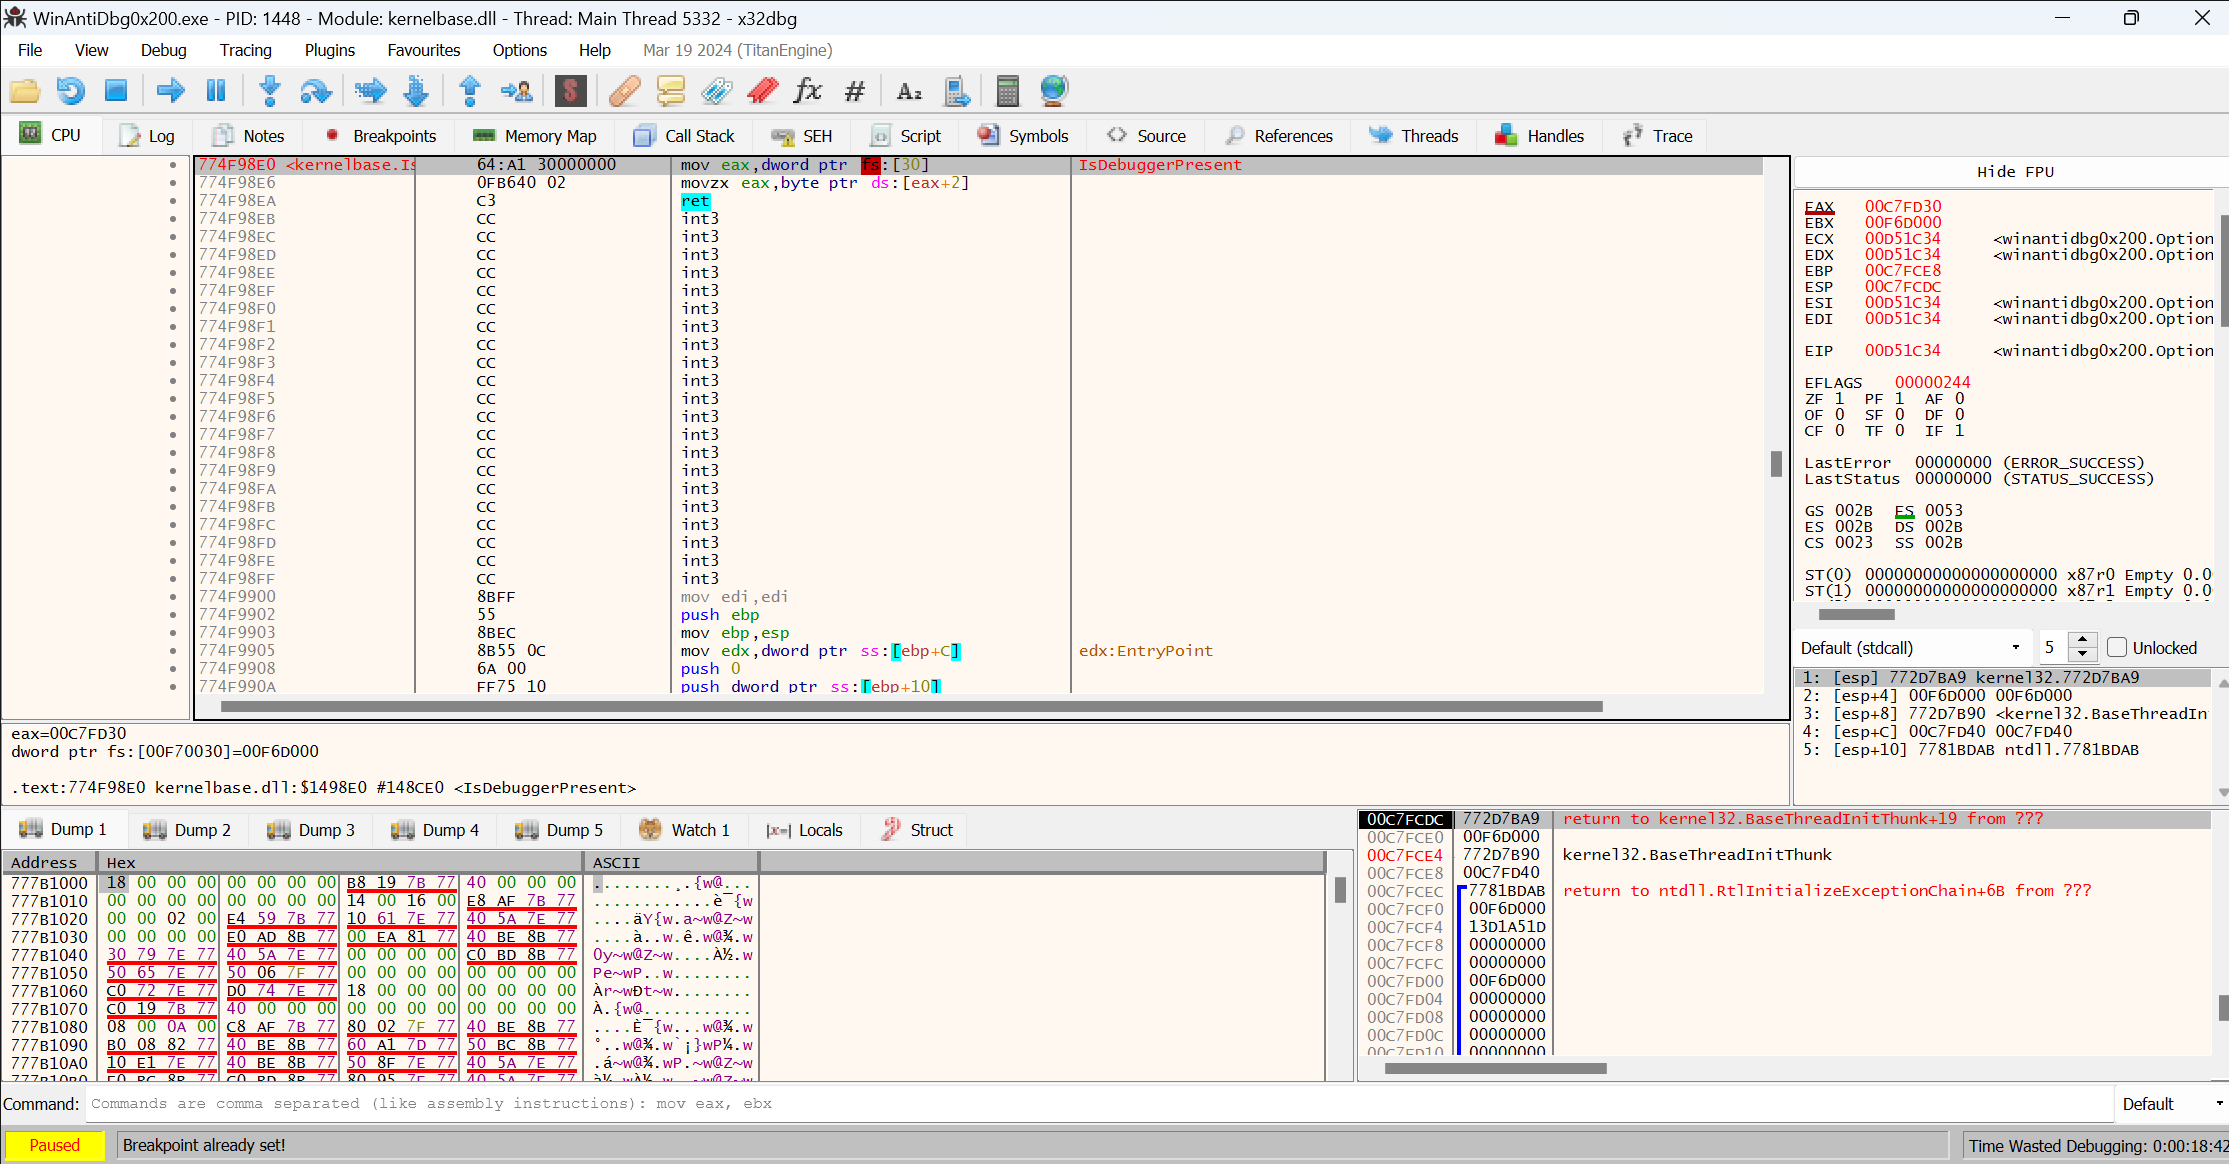 WinAntiDbg0x200.exe - PID: 1448 - Module: kernelbase.dll - Thread: Main Thread 5332 - x32dbg
File View Debug Tracing Plugins Favourites Options Help Mar 19 2024 (TitanEngine)
CPU Log Notes Breakpoints Memory Map Call Stack SEH Script Symbols Source References Threads Handles Trace
774F98E0 <kernelbase.Is 64:A1 30000000 mov eax,dword ptr fs:[30] IsDebuggerPresent
774F98E6 0FB640 02 movzx eax,byte ptr ds:[eax+2]
774F98EA C3 ret
774F98EB CC int3
774F98EC CC int3
774F98ED CC int3
774F98EE CC int3
774F98EF CC int3
774F98F0 CC int3
774F98F1 CC int3
774F98F2 CC int3
774F98F3 CC int3
774F98F4 CC int3
774F98F5 CC int3
774F98F6 CC int3
774F98F7 CC int3
774F98F8 CC int3
774F98F9 CC int3
774F98FA CC int3
774F98FB CC int3
774F98FC CC int3
774F98FD CC int3
774F98FE CC int3
774F98FF CC int3
774F9900 8BFF mov edi,edi
774F9902 55 push ebp
774F9903 8BEC mov ebp,esp
774F9905 8B55 0C mov edx,dword ptr ss:[ebp+C] edx:EntryPoint
774F9908 6A 00 push 0
774F990A FF75 10 push dword ptr ss:[ebp+10]
Hide FPU
EAX 00C7FD30
EBX 00F6D000
ECX 00D51C34 <winantidbg0x200.Option
EDX 00D51C34 <winantidbg0x200.Option
EBP 00C7FCE8
ESP 00C7FCDC
ESI 00D51C34 <winantidbg0x200.Option
EDI 00D51C34 <winantidbg0x200.Option
EIP 00D51C34 <winantidbg0x200.Option
EFLAGS 00000244
ZF 1 PF 1 AF 0
OF 0 SF 0 DF 0
CF 0 TF 0 IF 1
LastError 00000000 (ERROR_SUCCESS)
LastStatus 00000000 (STATUS_SUCCESS)
GS 002B ES 0053
ES 002B DS 002B
CS 0023 SS 002B
ST(0) 00000000000000000000 x87r0 Empty 0.0
ST(1) 00000000000000000000 x87r1 Empty 0.0
Default (stdcall) 5 Unlocked
1: [esp] 772D7BA9 kernel32.772D7BA9
2: [esp+4] 00F6D000 00F6D000
3: [esp+8] 772D7B90 <kernel32.BaseThreadIn
4: [esp+C] 00C7FD40 00C7FD40
5: [esp+10] 7781BDAB ntdll.7781BDAB
eax=00C7FD30
dword ptr fs:[00F70030]=00F6D000
.text:774F98E0 kernelbase.dll:$1498E0 #148CE0 <IsDebuggerPresent>
Dump 1 Dump 2 Dump 3 Dump 4 Dump 5 Watch 1 Locals Struct
Address Hex ASCII
777B1000 18 00 00 00 00 00 00 00 B8 19 7B 77 40 00 00 00 .........¸.{w@...
777B1010 00 00 00 00 00 00 00 00 14 00 16 00 E8 AF 7B 77 ............è¯{w
777B1020 00 00 02 00 E4 59 7B 77 10 61 7E 77 40 5A 7E 77 ....äY{w.a~w@Z~w
777B1030 00 00 00 00 E0 AD 8B 77 00 EA 81 77 40 BE 8B 77 ....à..w.ê.w@¾.w
777B1040 30 79 7E 77 40 5A 7E 77 00 00 00 00 C0 BD 8B 77 0y~w@Z~w....À½.w
777B1050 50 65 7E 77 50 06 7F 77 00 00 00 00 00 00 00 00 Pe~wP..w........
777B1060 C0 72 7E 77 D0 74 7E 77 18 00 00 00 00 00 00 00 Àr~wÐt~w........
777B1070 C0 19 7B 77 40 00 00 00 00 00 00 00 00 00 00 00 À.{w@...........
777B1080 08 00 0A 00 C8 AF 7B 77 80 02 7F 77 40 BE 8B 77 ....È¯{w...w@¾.w
777B1090 B0 08 82 77 40 BE 8B 77 60 A1 7D 77 50 BC 8B 77 °..w@¾.w`¡}wP¼.w
777B10A0 10 E1 7E 77 40 BE 8B 77 50 8F 7E 77 40 5A 7E 77 .á~w@¾.wP.~w@Z~w
00C7FCDC 772D7BA9 return to kernel32.BaseThreadInitThunk+19 from ???
00C7FCE0 00F6D000
00C7FCE4 772D7B90 kernel32.BaseThreadInitThunk
00C7FCE8 00C7FD40
00C7FCEC 7781BDAB return to ntdll.RtlInitializeExceptionChain+6B from ???
00C7FCF0 00F6D000
00C7FCF4 13D1A51D
00C7FCF8 00000000
00C7FCFC 00000000
00C7FD00 00F6D000
00C7FD04 00000000
00C7FD08 00000000
00C7FD0C 00000000
00C7FD10 00000000
Command: Commands are comma separated (like assembly instructions): mov eax, ebx Default
Paused Breakpoint already set! Time Wasted Debugging: 0:00:18:42